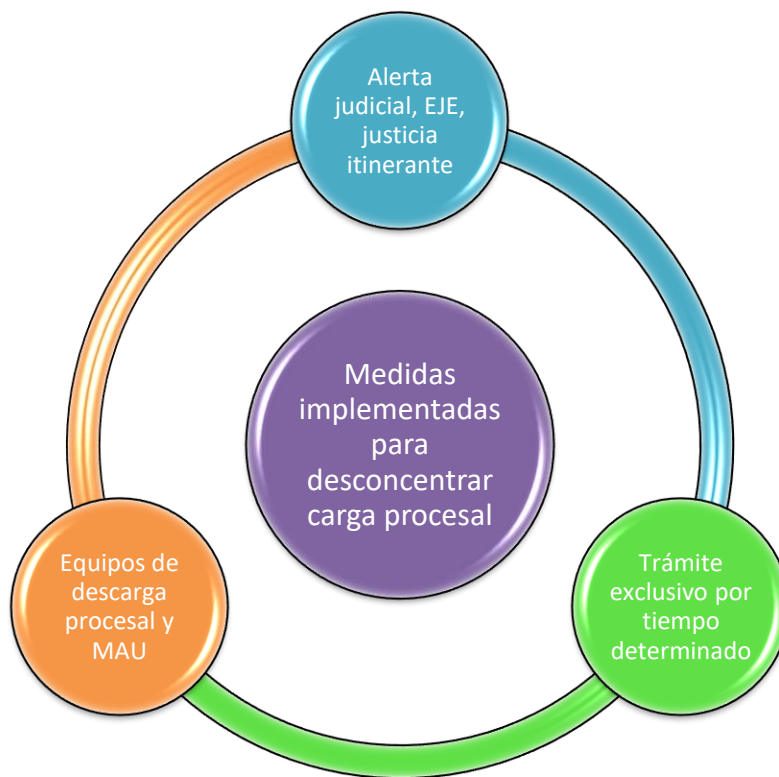 Alerta
judicial, EJE,
justicia
itinerante
Medidas
implementadas
para
desconcentrar
carga procesal
Equipos de
descarga
procesal y
MAU
Trámite
exclusivo por
tiempo
determinado